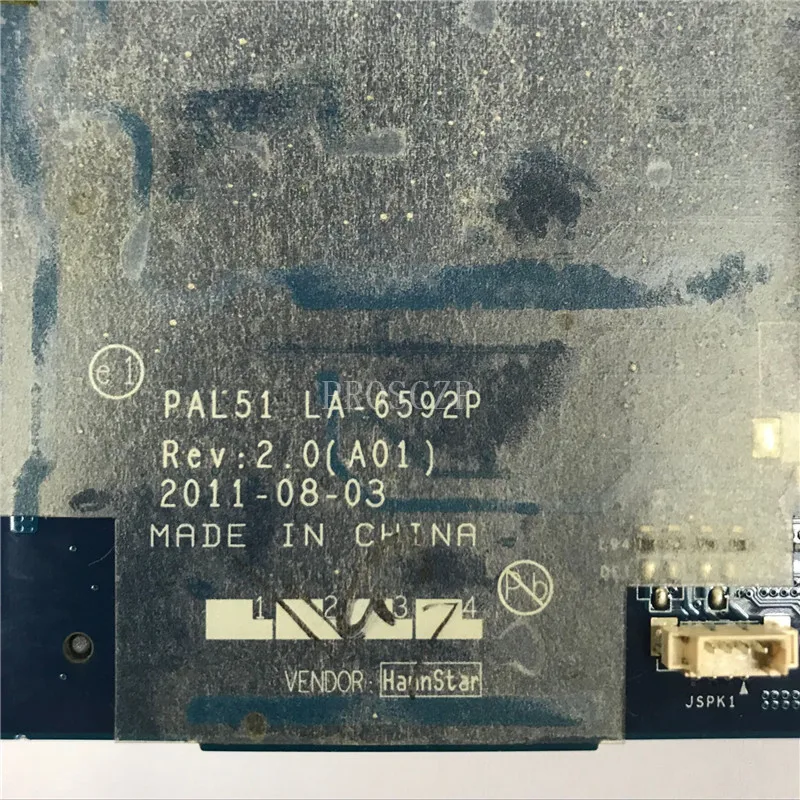 e1
PAL51 LA-6592P
BROSGZP
Rev:2.0(A01)
2011-08-03
MADE IN CHINA
Pb
1 2 3 4
VENDOR: HannStar
JSPK1